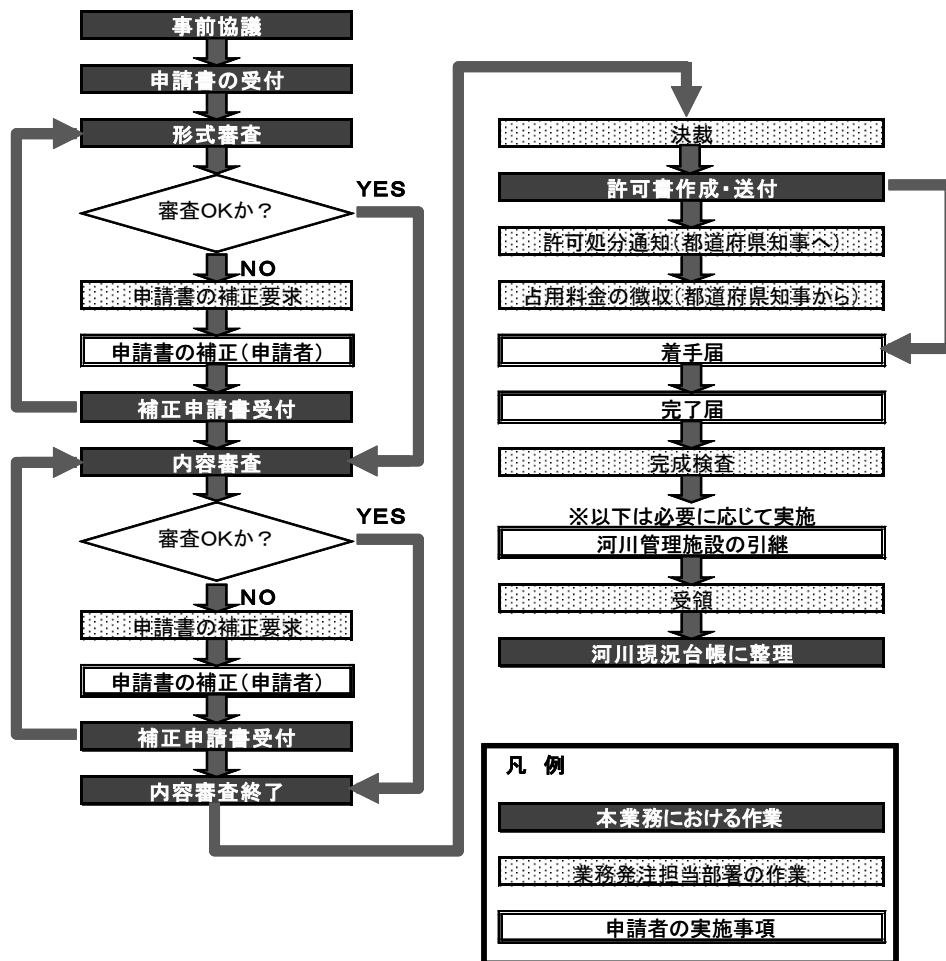 事前協議
申請書の受付
形式審査
審査OKか？
YES
NO
申請書の補正要求
申請書の補正(申請者)
補正申請書受付
内容審査
審査OKか？
YES
NO
申請書の補正要求
申請書の補正(申請者)
補正申請書受付
内容審査終了
決裁
許可書作成・送付
許可処分通知(都道府県知事へ)
占用料金の徴収(都道府県知事から)
着手届
完了届
完成検査
※以下は必要に応じて実施
河川管理施設の引継
受領
河川現況台帳に整理
凡 例
本業務における作業
業務発注担当部署の作業
申請者の実施事項